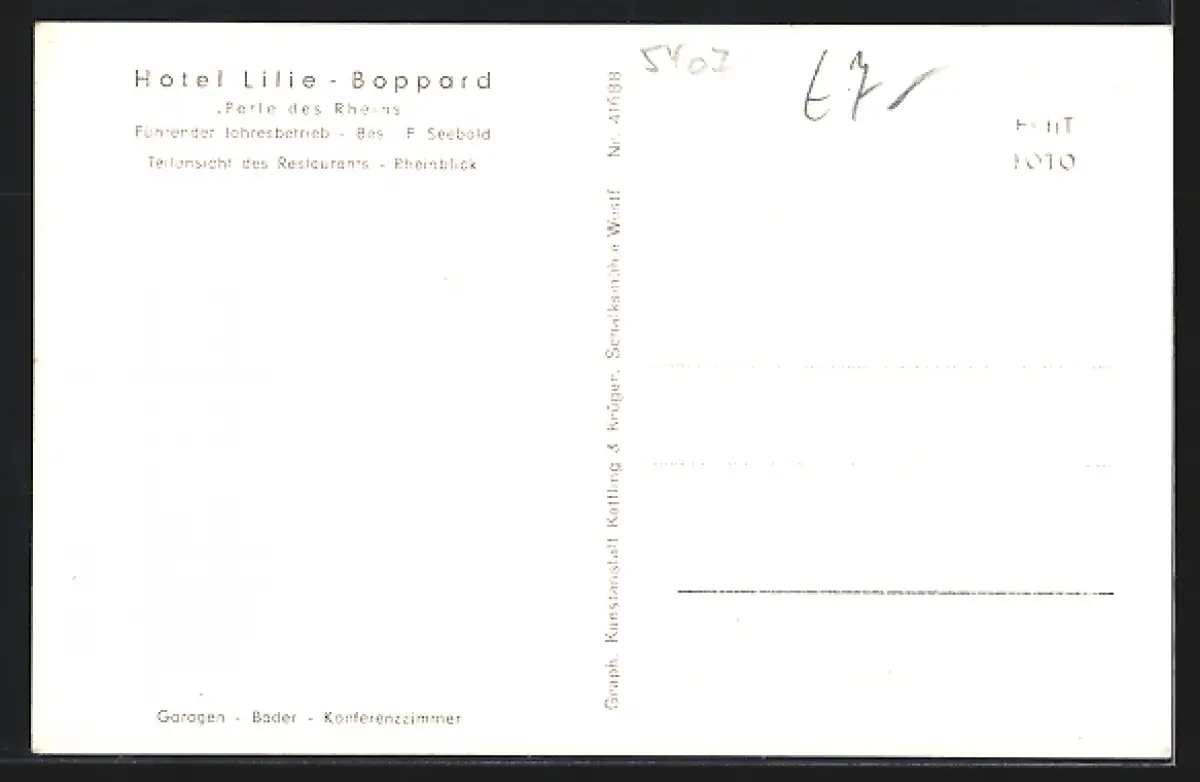 Hotel Lilie - Boppard
„Perle des Rheins
Führender Jahresbetrieb - Bes. F. Seebold
Teilansicht des Restaurants - Rheinblick
Garagen - Bäder - Konferenzzimmer
Graph. Kunstanstalt Kettling & Krüger, Schalksmühle Westf. Nr.
5407
Echt
Foto